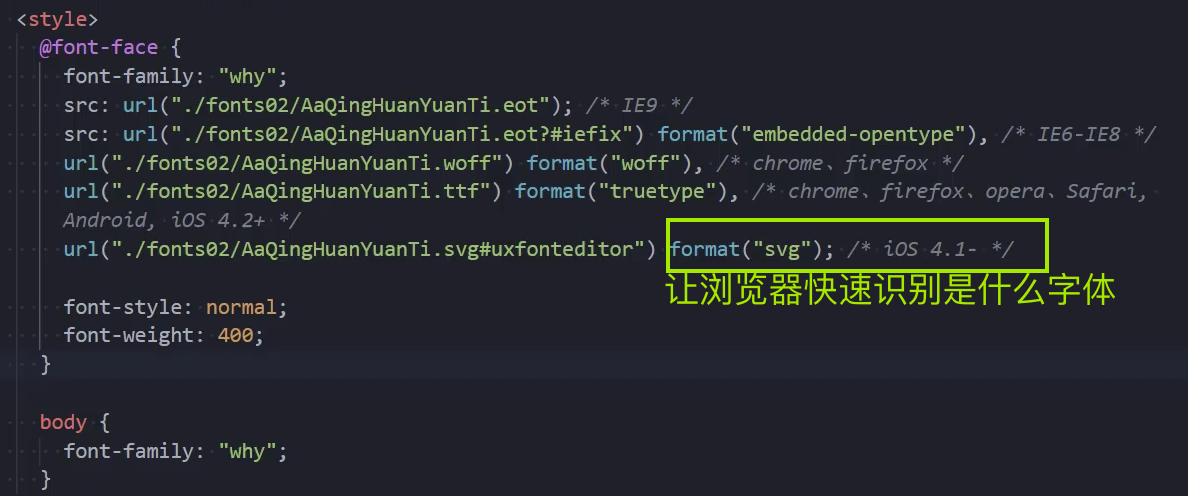 <style>
@font-face {
font-family: "why";
src: url("./fonts02/AaQingHuanYuanTi.eot"); /* IE9 */
src: url("./fonts02/AaQingHuanYuanTi.eot?#iefix") format("embedded-opentype"), /* IE6-IE8 */
url("./fonts02/AaQingHuanYuanTi.woff") format("woff"), /* chrome、firefox */
url("./fonts02/AaQingHuanYuanTi.ttf") format("truetype"), /* chrome、firefox、opera、Safari,
Android, iOS 4.2+ */
url("./fonts02/AaQingHuanYuanTi.svg#uxfonteditor") format("svg"); /* iOS 4.1- */
让浏览器快速识别是什么字体
font-style: normal;
font-weight: 400;
}
body {
font-family: "why";
}